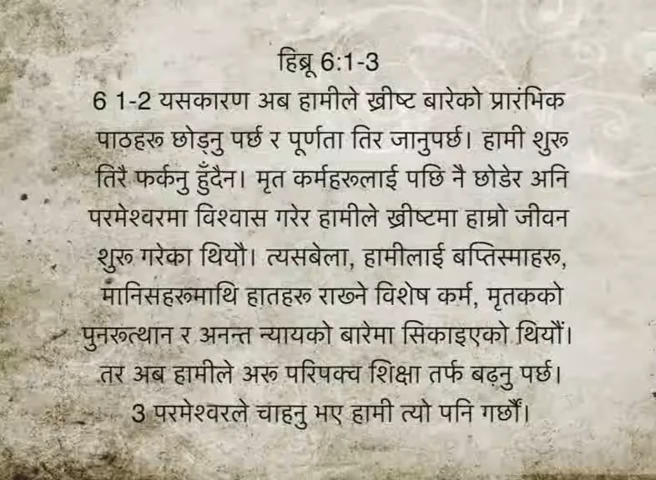 हिब्रू 6:1-3
6 1-2 यसकारण अब हामीले ख्रीष्ट बारेको प्रारंभिक
पाठहरू छोड्नु पर्छ र पूर्णता तिर जानुपर्छ। हामी शुरू
तिरै फर्कनु हुँदैन। मृत कर्महरूलाई पछि नै छोडेर अनि
परमेश्वरमा विश्वास गरेर हामीले ख्रीष्टमा हाम्रो जीवन
शुरू गरेका थियौ। त्यसबेला, हामीलाई बप्तिस्माहरू,
मानिसहरूमाथि हातहरू राख्ने विशेष कर्म, मृतकको
पुनरूत्थान र अनन्त न्यायको बारेमा सिकाइएको थियौं।
तर अब हामीले अरू परिपक्व शिक्षा तर्फ बढ्नु पर्छ।
3 परमेश्वरले चाहनु भए हामी त्यो पनि गर्छौं।